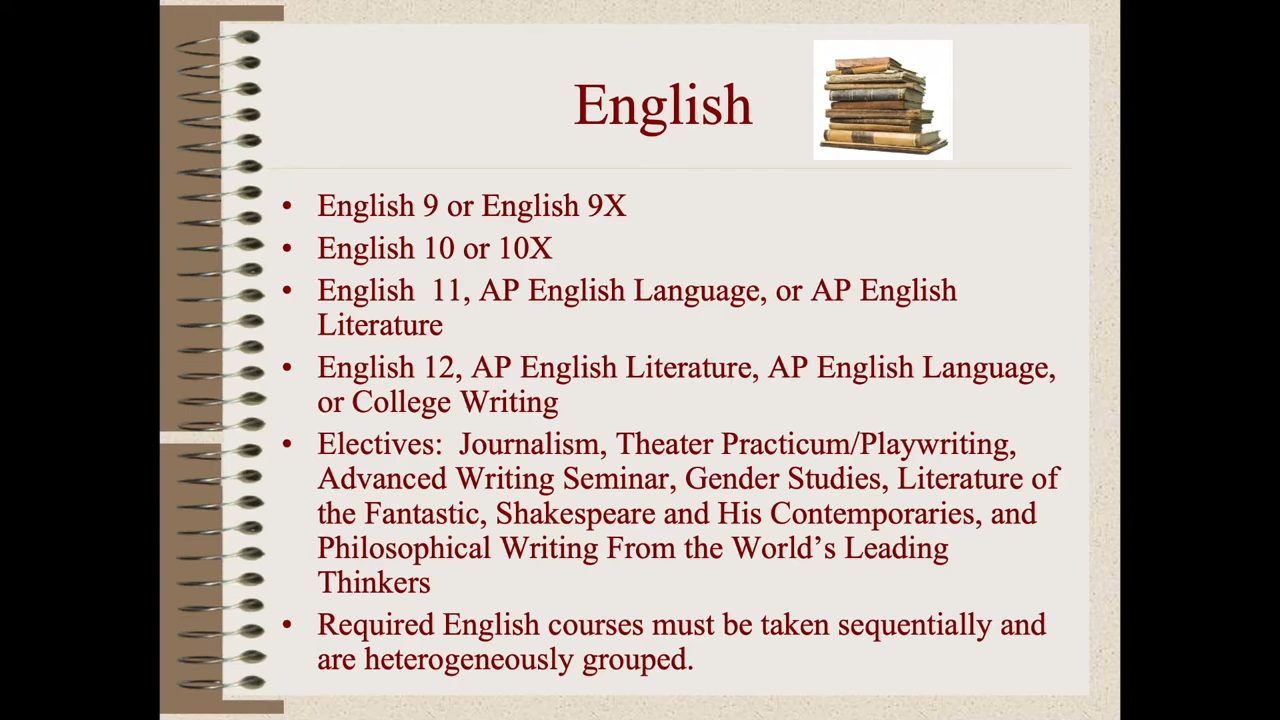 English
• English 9 or English 9X
• English 10 or 10X
• English  11, AP English Language, or AP English
Literature
• English 12, AP English Literature, AP English Language,
or College Writing
• Electives:  Journalism, Theater Practicum/Playwriting,
Advanced Writing Seminar, Gender Studies, Literature of
the Fantastic, Shakespeare and His Contemporaries, and
Philosophical Writing From the World’s Leading
Thinkers
• Required English courses must be taken sequentially and
are heterogeneously grouped.